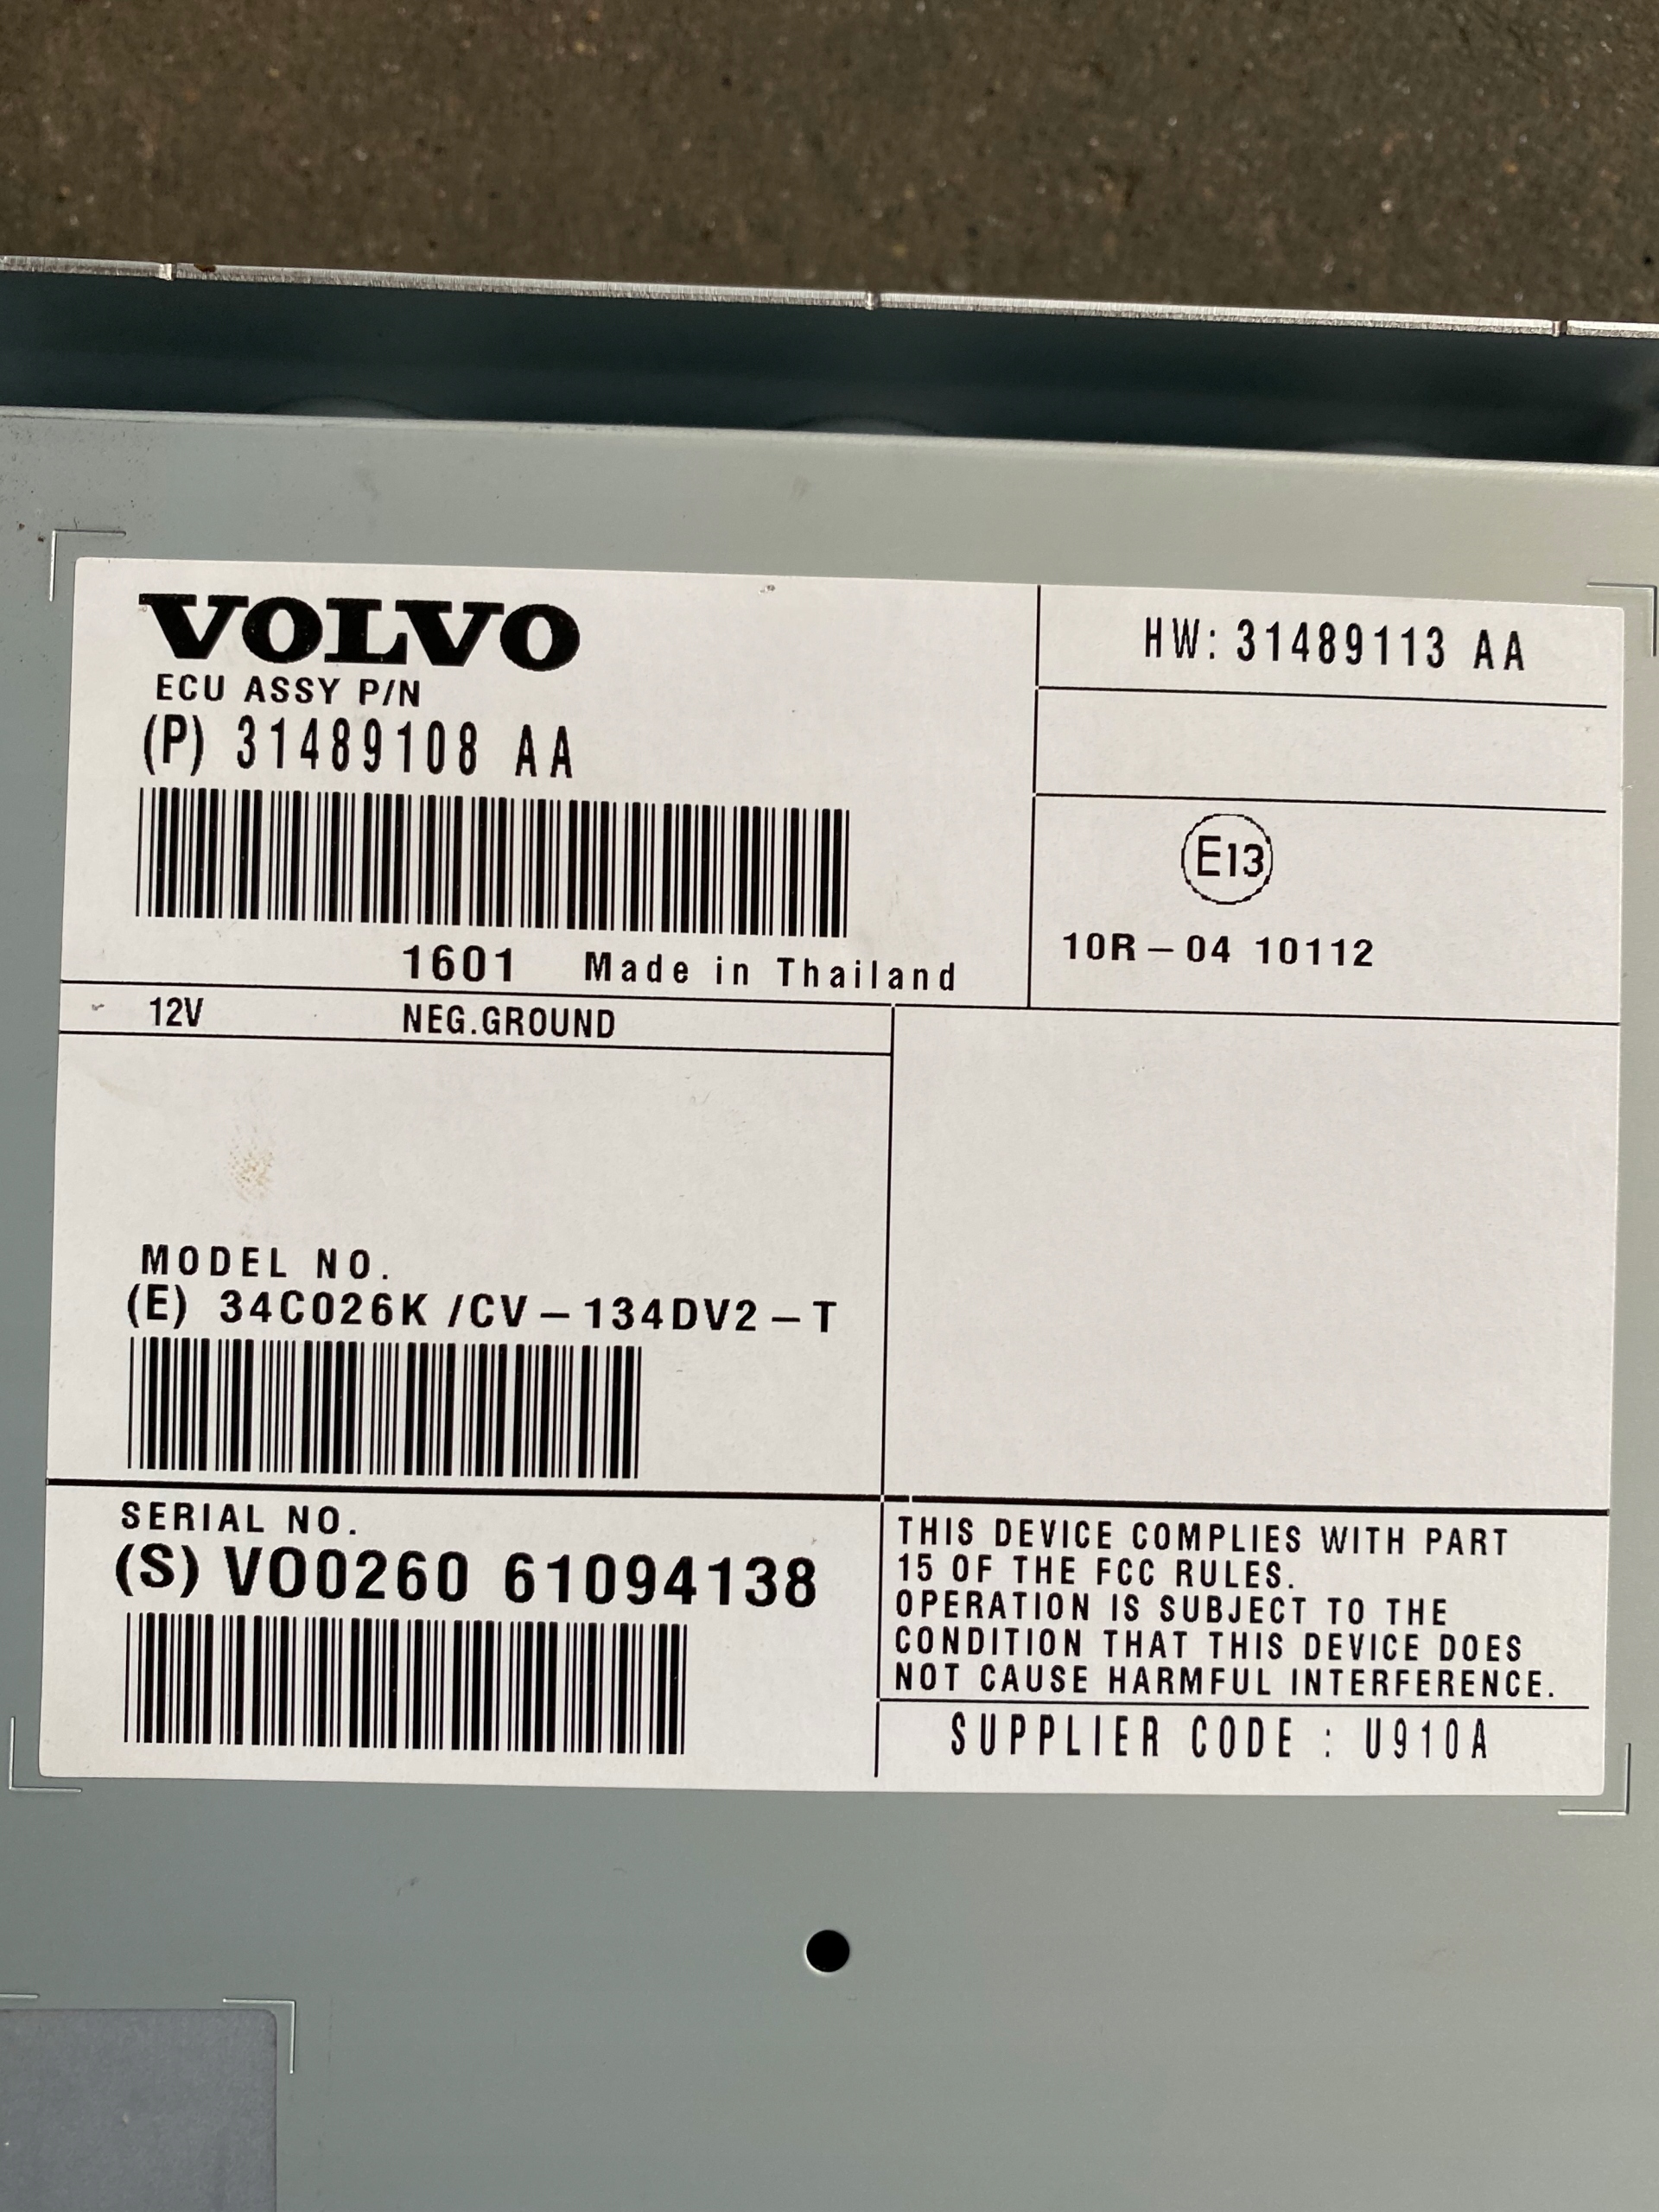 VOLVO
ECU ASSY P/N
(P) 31489108 AA
1601 Made in Thailand
HW: 31489113 AA
E13
10R-04 10112
12V NEG.GROUND
MODEL NO.
(E) 34C026K /CV-134DV2-T
SERIAL NO.
(S) VO0260 61094138
THIS DEVICE COMPLIES WITH PART
15 OF THE FCC RULES.
OPERATION IS SUBJECT TO THE
CONDITION THAT THIS DEVICE DOES
NOT CAUSE HARMFUL INTERFERENCE.
SUPPLIER CODE : U910A